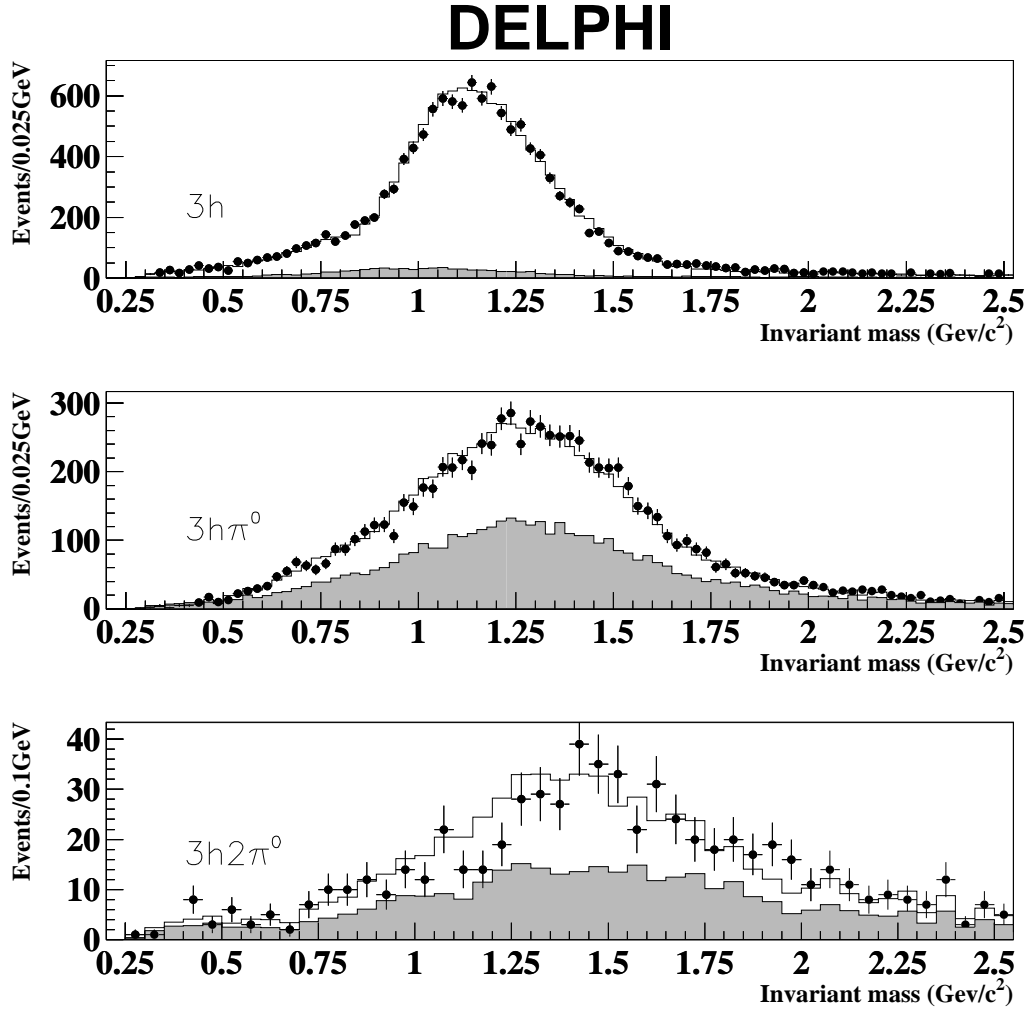 DELPHI
Events/0.025GeV
600
400
200
0
3h
0.25 0.5 0.75 1 1.25 1.5 1.75 2 2.25 2.5
Invariant mass (Gev/c²)
Events/0.025GeV
300
200
100
0
3hπ⁰
0.25 0.5 0.75 1 1.25 1.5 1.75 2 2.25 2.5
Invariant mass (Gev/c²)
Events/0.1GeV
40
30
20
10
0
3h2π⁰
0.25 0.5 0.75 1 1.25 1.5 1.75 2 2.25 2.5
Invariant mass (Gev/c²)